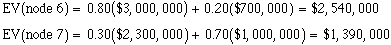 EV(node 6) = 0.80($3,000,000) + 0.20($700,000) = $2,540,000
EV(node 7) = 0.30($2,300,000) + 0.70($1,000,000) = $1,390,000